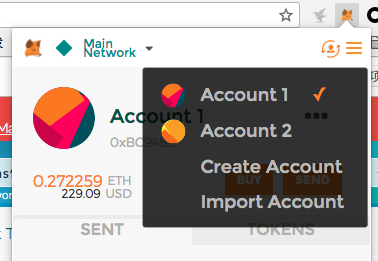 Main
Network
Account 1
Account 1
Account 2
0.272259 ETH
229.09 USD
Create Account
BUY
SEND
Import Account
SENT
TOKENS